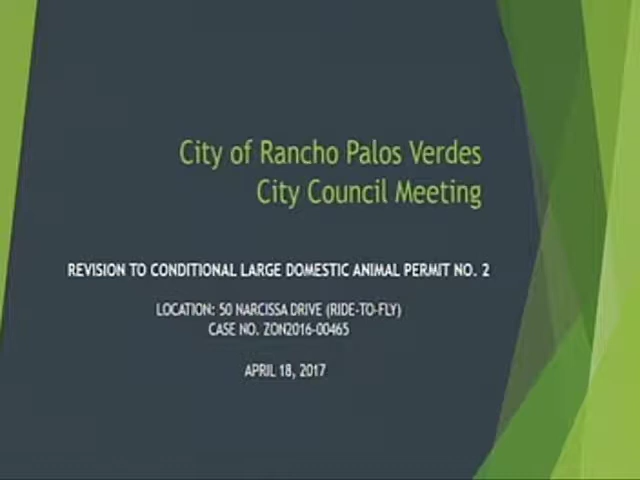 City of Rancho Palos Verdes
City Council Meeting
REVISION TO CONDITIONAL LARGE DOMESTIC ANIMAL PERMIT NO. 2
LOCATION: 50 NARCISSA DRIVE (RIDE-TO-FLY)
CASE NO. ZON2016-00465
APRIL 18, 2017